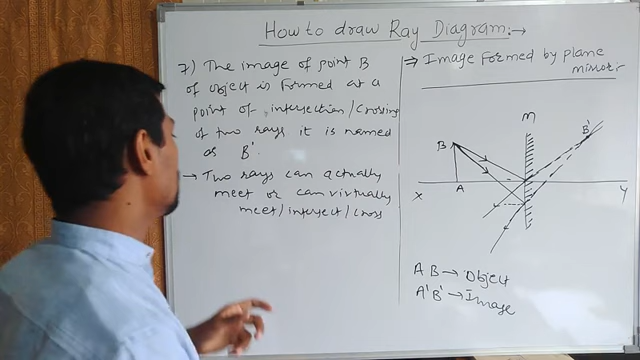 How to draw Ray Diagram:→
7) The image of point B
of object is formed at a
point of intersection/crossing
of two rays it is named
as B'.
→ Two rays can actually
meet or can virtually
meet/intersect/cross
⇒ Image formed by plane
mirror:-
M
B'
B
A
X
Y
AB → Object
A'B' → Image